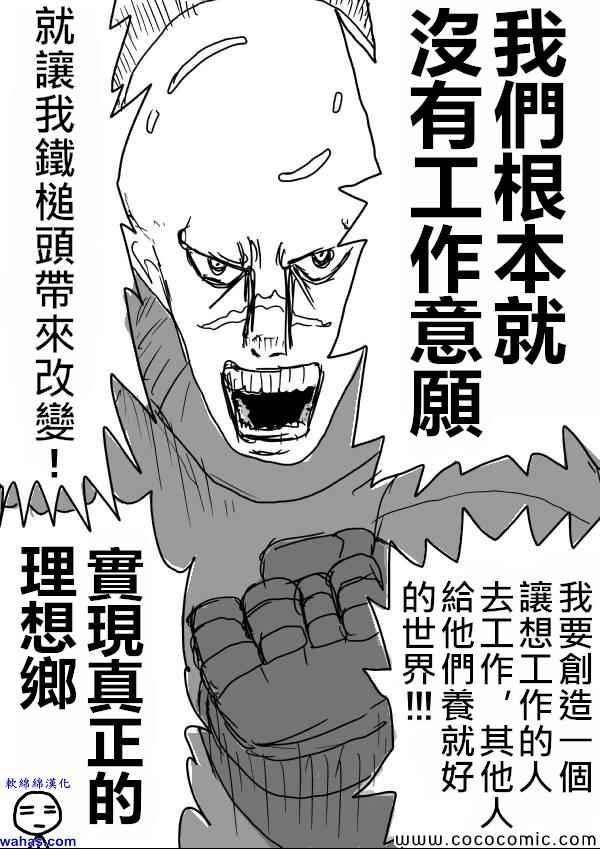 我們根本就
沒有工作意願
就讓我鐵槌頭帶來改變！
我要創造一個
讓想工作的人
去工作，其他人
給他們養就好
的世界!!!
實現真正的
理想鄉
軟綿綿漢化
wahas.com
www.cococomic.com